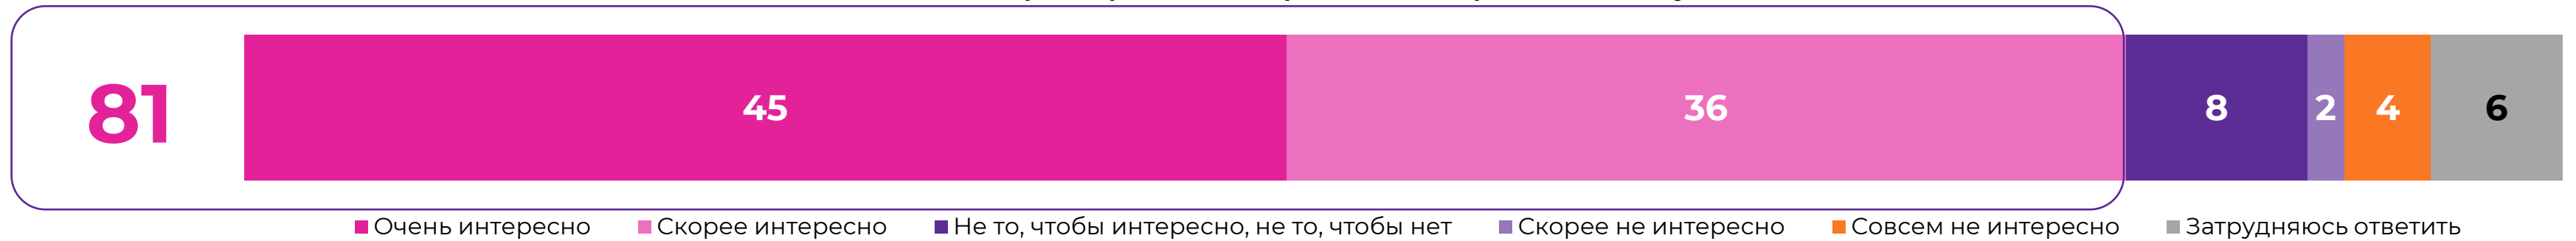 81 45 36 8 2 4 6
Очень интересно Скорее интересно Не то, чтобы интересно, не то, чтобы нет Скорее не интересно Совсем не интересно Затрудняюсь ответить